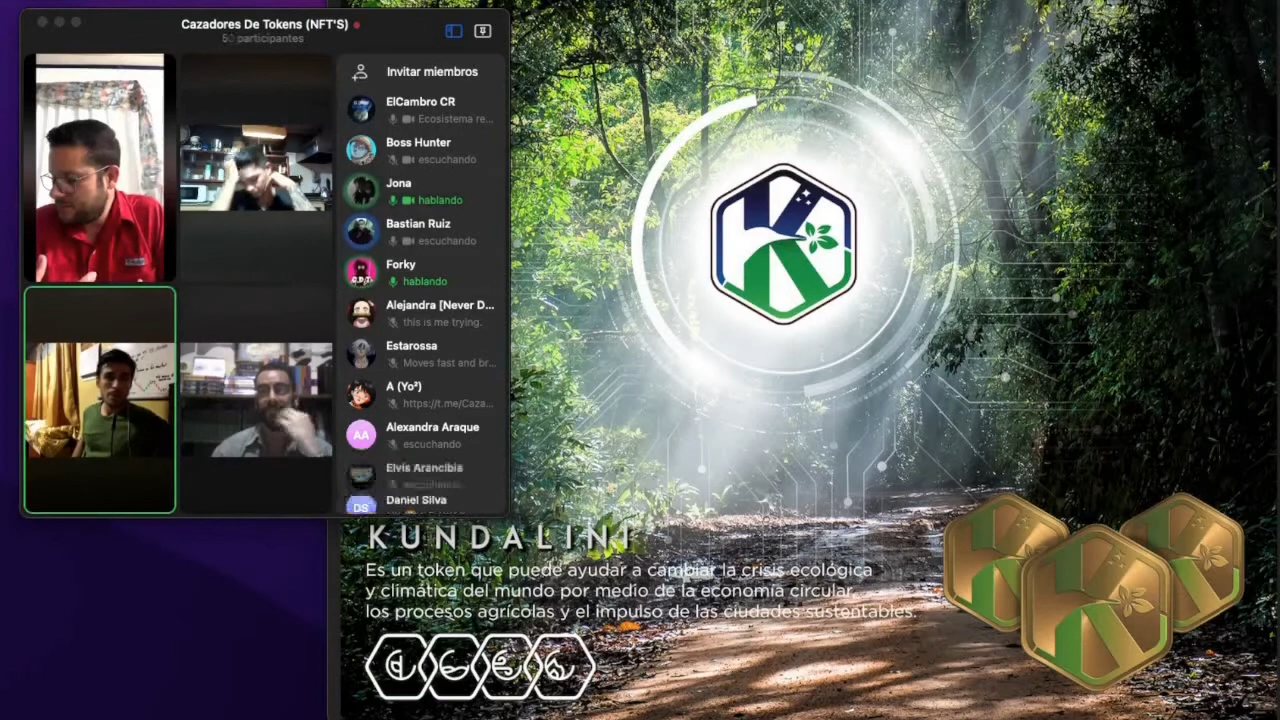 Cazadores De Tokens (NFT'S)
50 participantes
Invitar miembros
ElCambro CR
Ecosistema re...
Boss Hunter
escuchando
Jona
hablando
Bastian Ruiz
escuchando
Forky
hablando
Alejandra [Never D...
this is me trying.
Estarossa
Moves fast and br...
A (Yo²)
https://t.me/Caza...
Alexandra Araque
AA
escuchando
Elvis Arancibia
Daniel Silva
DS
KUNDALINI
Es un token que puede ayudar a cambiar la crisis ecológica
y climática del mundo por medio de la economía circular,
los procesos agrícolas y el impulso de las ciudades sustentables.